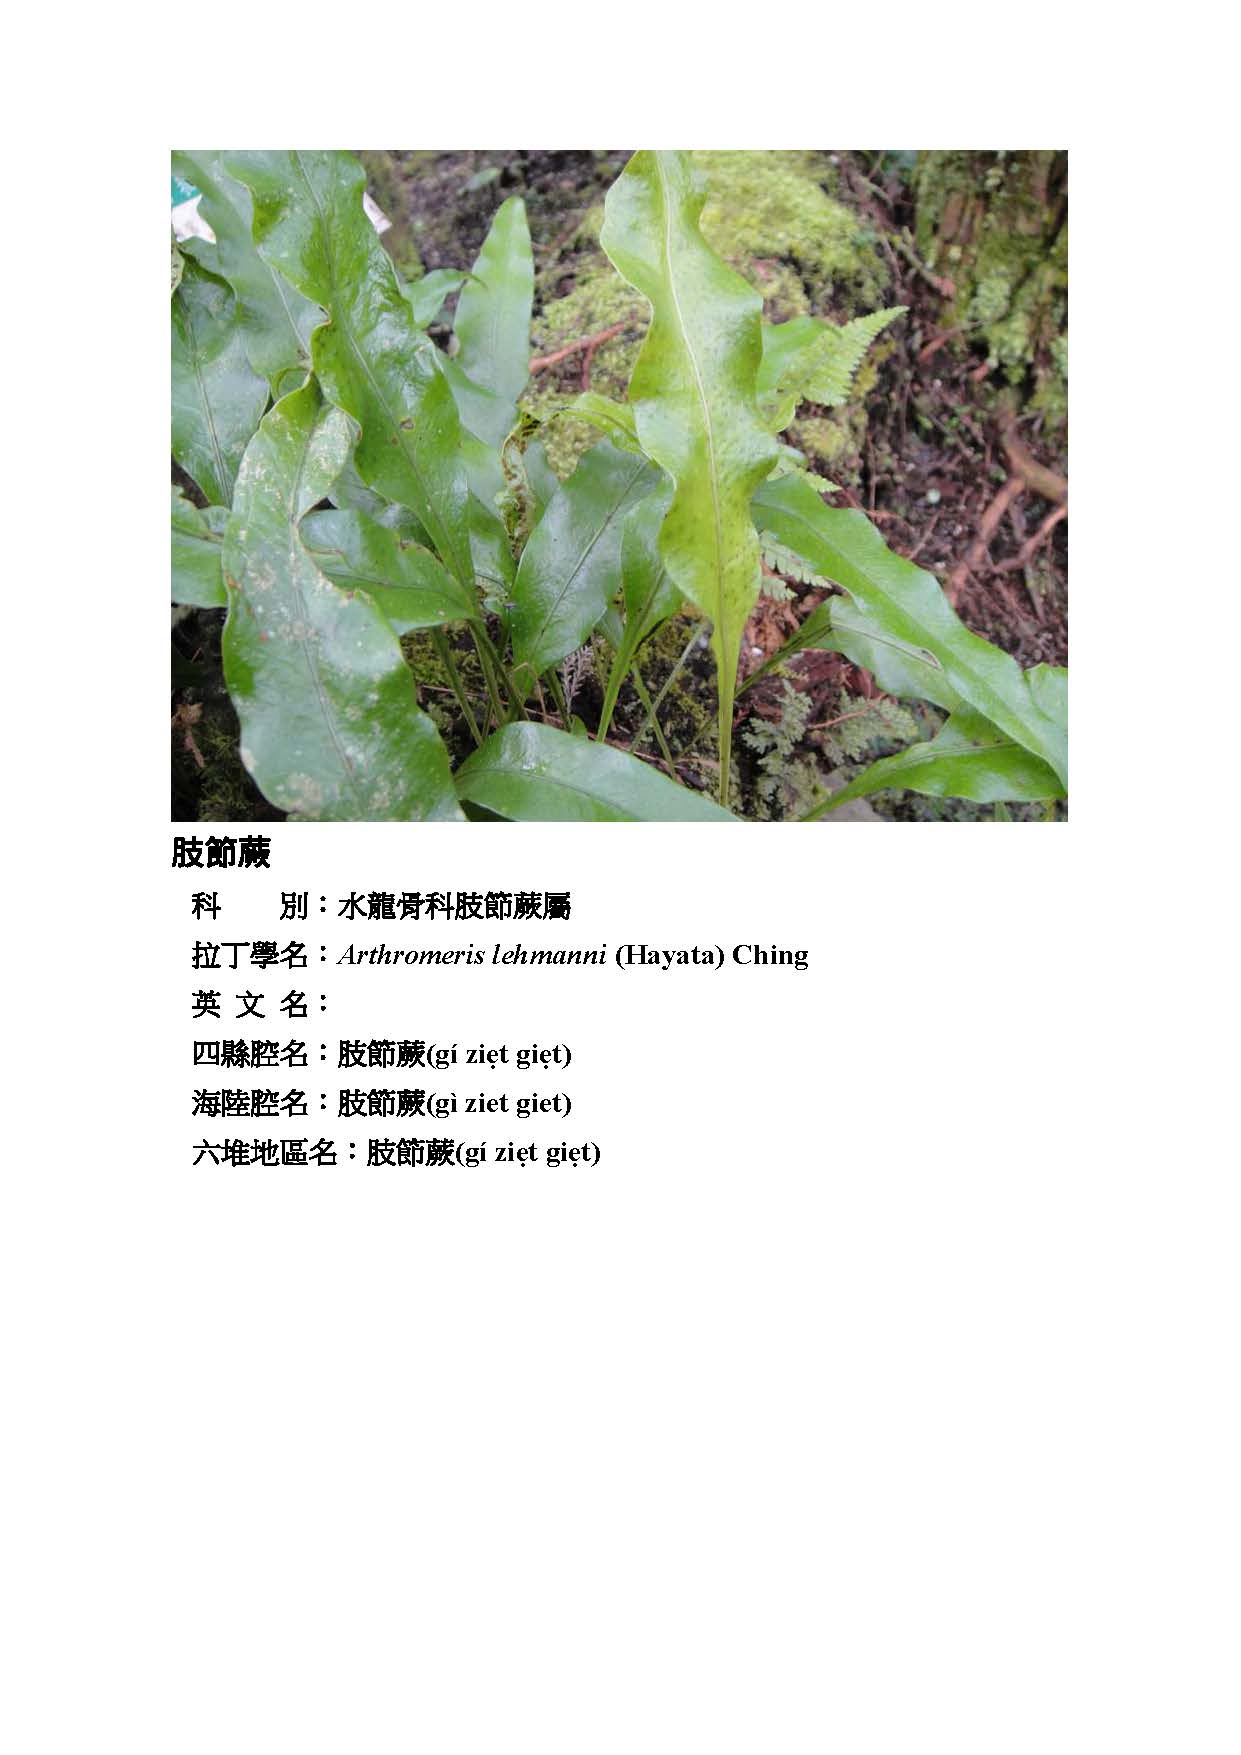 肢節蕨
科　　別：水龍骨科肢節蕨屬
拉丁學名：Arthromeris lehmanni (Hayata) Ching
英 文 名：
四縣腔名：肢節蕨(gí ziẹt giẹt)
海陸腔名：肢節蕨(gì ziet giet)
六堆地區名：肢節蕨(gí ziẹt giẹt)